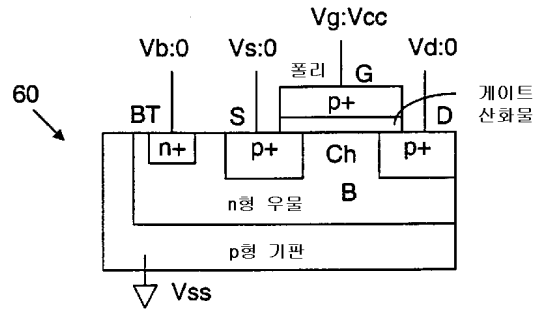 Vg:Vcc
Vb:0
Vs:0
Vd:0
폴리
G
게이트
산화물
60
BT
S
p+
D
n+
p+
Ch
p+
B
n형 우물
p형 기판
Vss